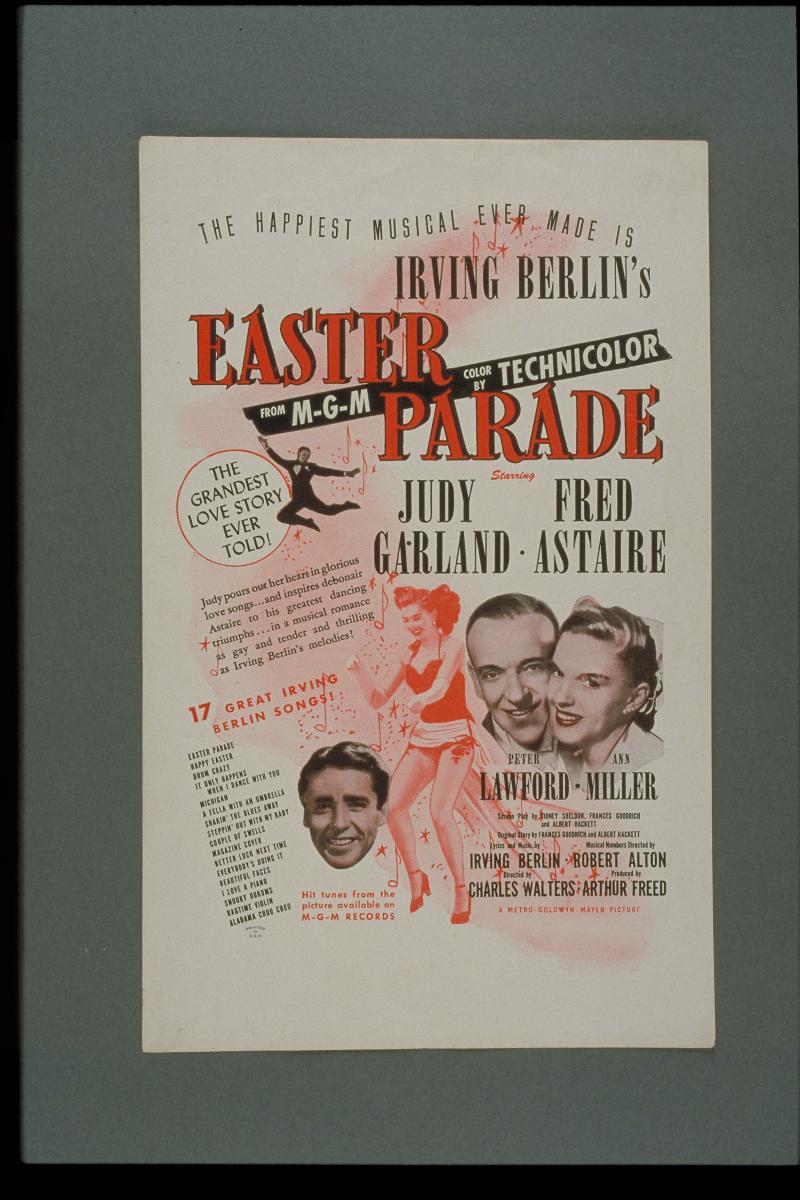 THE HAPPIEST MUSICAL EVER MADE IS
IRVING BERLIN'S
EASTER
COLOR BY TECHNICOLOR
FROM M-G-M
PARADE
Starring
JUDY GARLAND · FRED ASTAIRE
THE
GRANDEST
LOVE STORY
EVER
TOLD!
Judy pours out her heart in glorious
love songs...and inspires debonair
Astaire to his greatest dancing
triumphs...in a musical romance
as gay and tender and thrilling
as Irving Berlin's melodies!
17 GREAT IRVING
BERLIN SONGS!
EASTER PARADE
HAPPY EASTER
DRUM CRAZY
IT ONLY HAPPENS
WHEN I DANCE WITH YOU
MICHIGAN
A FELLA WITH AN UMBRELLA
SHAKIN' THE BLUES AWAY
STEPPIN' OUT WITH MY BABY
COUPLE OF SWELLS
MAGAZINE COVER
BETTER LUCK NEXT TIME
EVERYBODY'S DOING IT
BEAUTIFUL FACES
I LOVE A PIANO
SNOOKY OOKUMS
RAGTIME VIOLIN
ALABAMA CHOO CHOO
PRINTED
IN
U.S.A.
Hit tunes from the
picture available on
M-G-M RECORDS
PETER LAWFORD · ANN MILLER
Screen Play by SIDNEY SHELDON, FRANCES GOODRICH
and ALBERT HACKETT
Original Story by FRANCES GOODRICH and ALBERT HACKETT
Lyrics and Music by IRVING BERLIN · Musical Numbers Directed by ROBERT ALTON
Directed by CHARLES WALTERS · Produced by ARTHUR FREED
A METRO-GOLDWYN-MAYER PICTURE